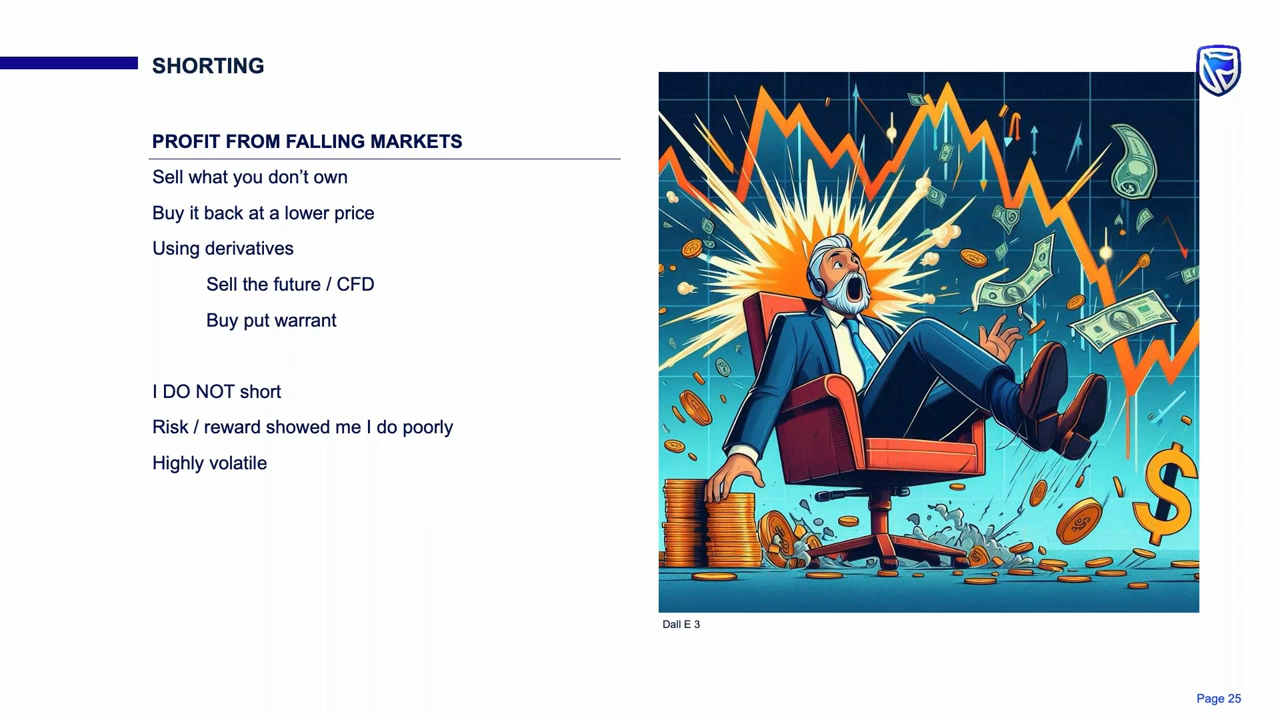 SHORTING
PROFIT FROM FALLING MARKETS
Sell what you don’t own
Buy it back at a lower price
Using derivatives
Sell the future / CFD
Buy put warrant
I DO NOT short
Risk / reward showed me I do poorly
Highly volatile
$
Dall E 3
Page 25